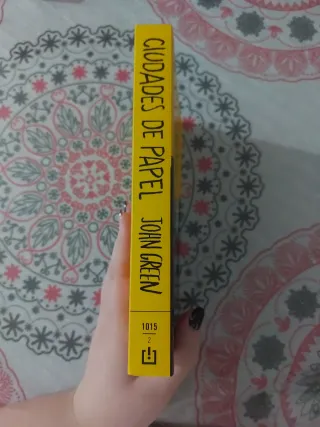 CIUDADES DE PAPEL JOHN GREEN
1015
2